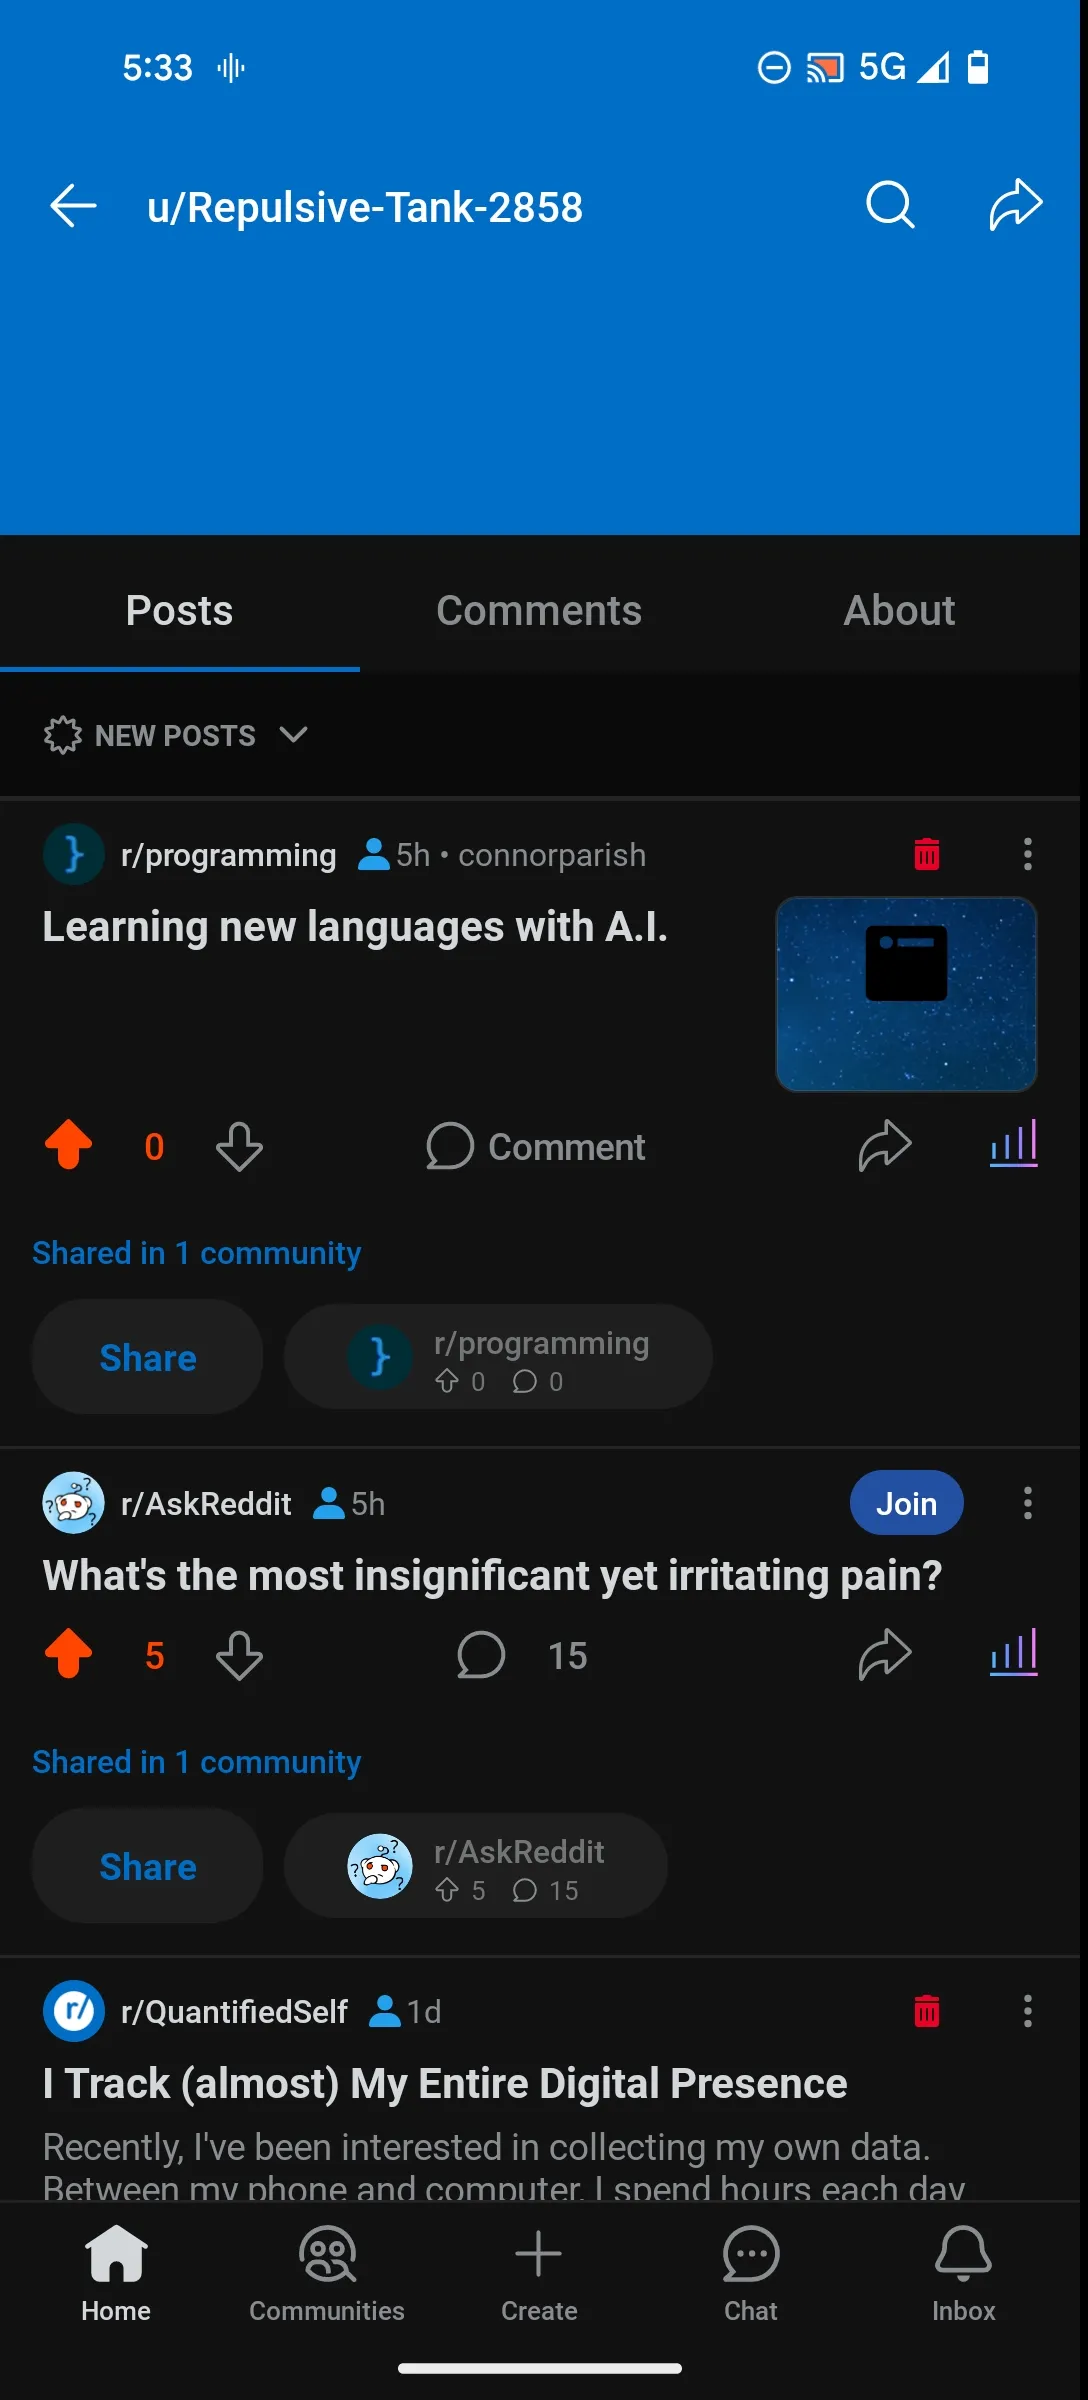 5:33 5G
u/Repulsive-Tank-2858
Posts Comments About
NEW POSTS
r/programming 5h • connorparish
Learning new languages with A.I.
0 Comment
Shared in 1 community
Share r/programming
0 0
r/AskReddit 5h Join
What's the most insignificant yet irritating pain?
5 15
Shared in 1 community
Share r/AskReddit
5 15
r/ r/QuantifiedSelf 1d
I Track (almost) My Entire Digital Presence
Recently, I've been interested in collecting my own data.
Between my phone and computer, I spend hours each day
Home Communities Create Chat Inbox